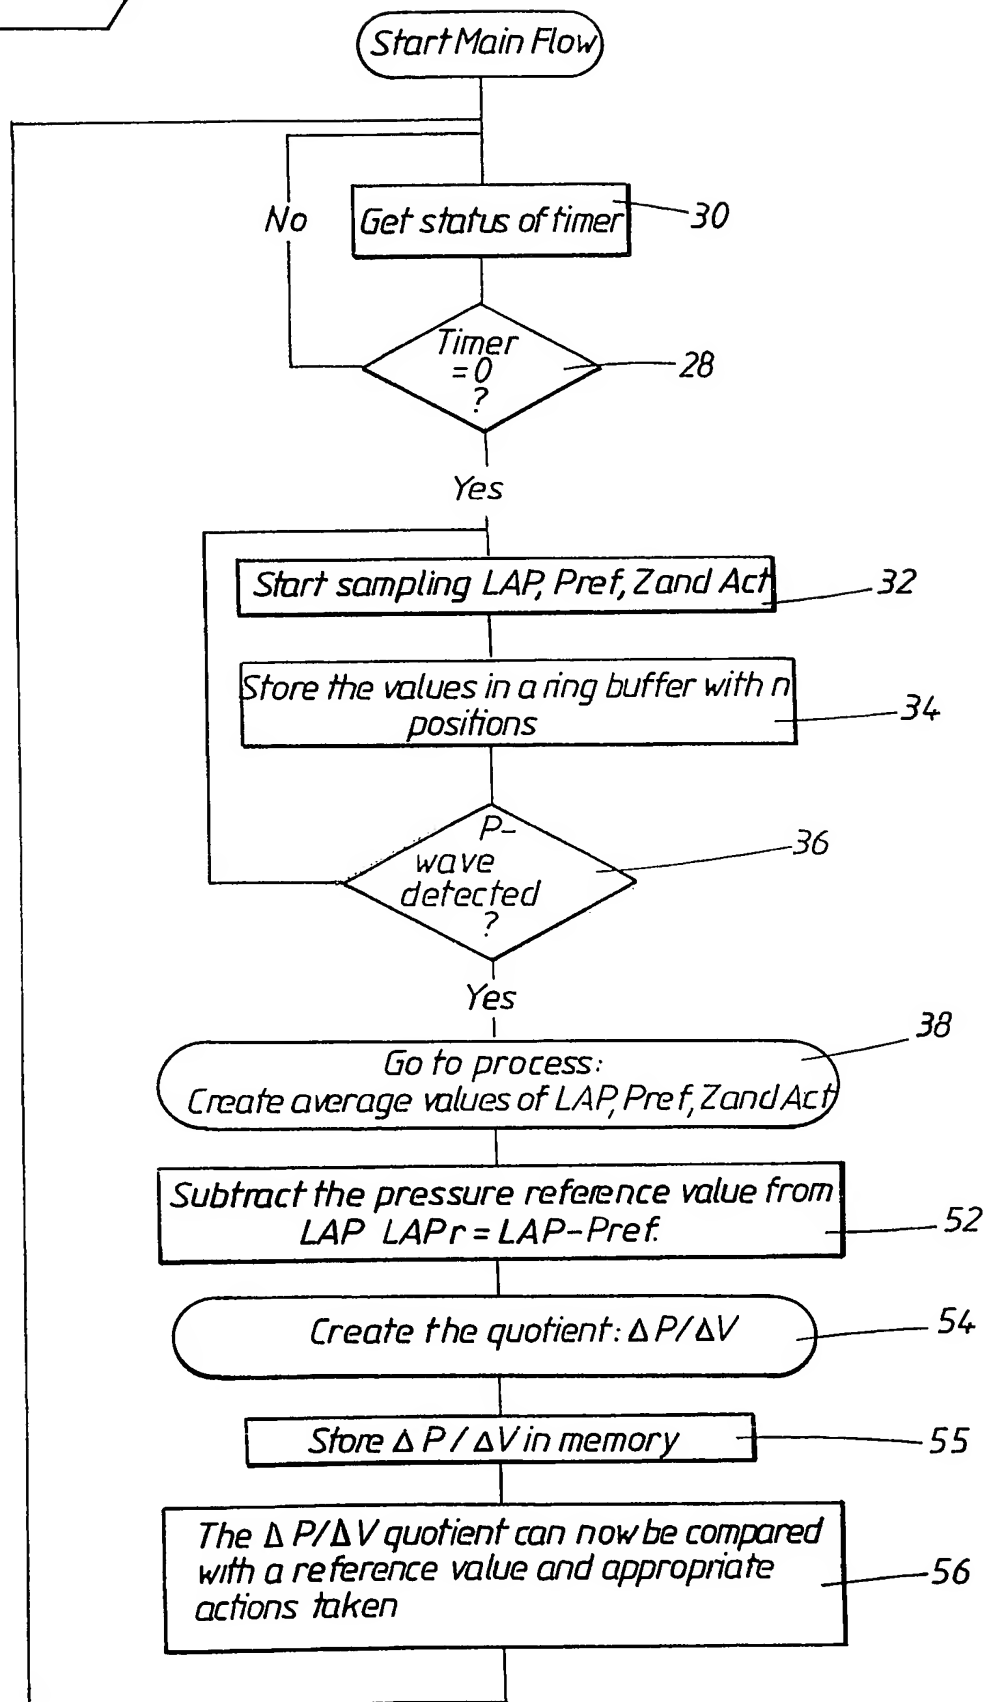 Start Main Flow
No
Get status of timer
30
Timer
=0
?
28
Yes
Start sampling LAP, Pref, Z and Act
32
Store the values in a ring buffer with n
positions
34
P-
wave
detected
?
36
Yes
38
Go to process:
Create average values of LAP, Pref, Z and Act
Subtract the pressure reference value from
LAP LAPr = LAP-Pref.
52
Create the quotient: Δ P/ΔV
54
Store Δ P/ΔV in memory
55
The Δ P/ΔV quotient can now be compared
with a reference value and appropriate
actions taken
56